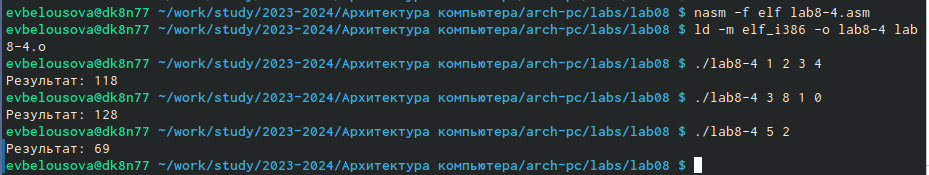 evbelousova@dk8n77 ~/work/study/2023-2024/Архитектура компьютера/arch-pc/labs/lab08 $ nasm -f elf lab8-4.asm
evbelousova@dk8n77 ~/work/study/2023-2024/Архитектура компьютера/arch-pc/labs/lab08 $ ld -m elf_i386 -o lab8-4 lab
8-4.o
evbelousova@dk8n77 ~/work/study/2023-2024/Архитектура компьютера/arch-pc/labs/lab08 $ ./lab8-4 1 2 3 4
Результат: 118
evbelousova@dk8n77 ~/work/study/2023-2024/Архитектура компьютера/arch-pc/labs/lab08 $ ./lab8-4 3 8 1 0
Результат: 128
evbelousova@dk8n77 ~/work/study/2023-2024/Архитектура компьютера/arch-pc/labs/lab08 $ ./lab8-4 5 2
Результат: 69
evbelousova@dk8n77 ~/work/study/2023-2024/Архитектура компьютера/arch-pc/labs/lab08 $